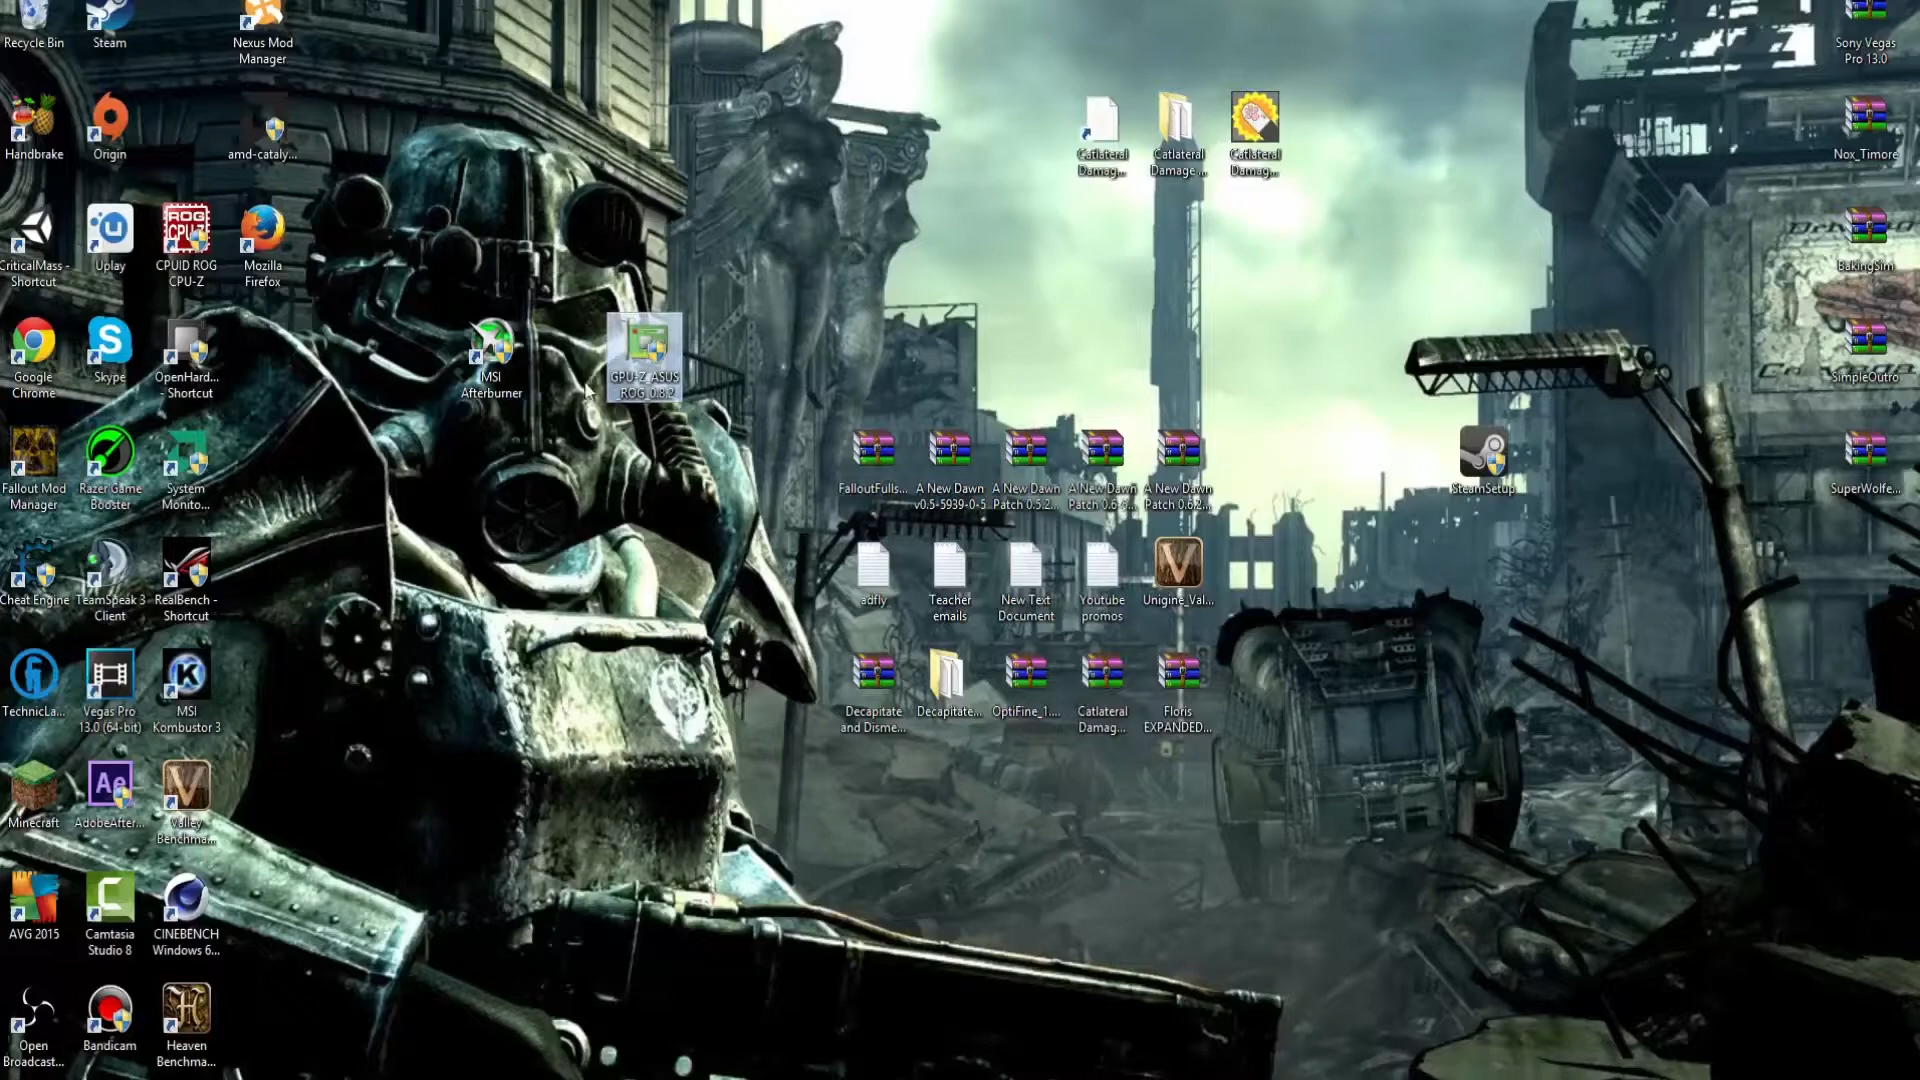 Recycle Bin
Steam
Nexus Mod
Manager
Sony Vegas
Pro 13.0
Handbrake
Origin
amd-cataly...
Catlateral
Damag...
Catlateral
Damage ...
Catlateral
Damag...
Nox_Timore
CriticalMass -
Shortcut
Uplay
ROG
CPU-Z
CPUID ROG
CPU-Z
Mozilla
Firefox
BakingSim
Google
Chrome
Skype
OpenHard...
- Shortcut
MSI
Afterburner
GPU-Z_ASUS
_ROG_0.8.2
SimpleOutro
Fallout Mod
Manager
Razer Game
Booster
System
Monito...
FalloutFulls...
A New Dawn
v0.5-5939-0-5
A New Dawn
Patch 0.5.2...
A New Dawn
Patch 0.6-6...
A New Dawn
Patch 0.6.2...
SteamSetup
SuperWolfe...
Cheat Engine
TeamSpeak 3
Client
RealBench -
Shortcut
adfly
Teacher
emails
New Text
Document
Youtube
promos
Unigine_Val...
TechnicLa...
Vegas Pro
13.0 (64-bit)
MSI
Kombustor 3
Decapitate
and Disme...
Decapitate...
OptiFine_1....
Catlateral
Damag...
Floris
EXPANDED...
Minecraft
Ae
AdobeAfter...
Valley
Benchma...
AVG 2015
Camtasia
Studio 8
CINEBENCH
Windows 6...
Open
Broadcast...
Bandicam
Heaven
Benchma...